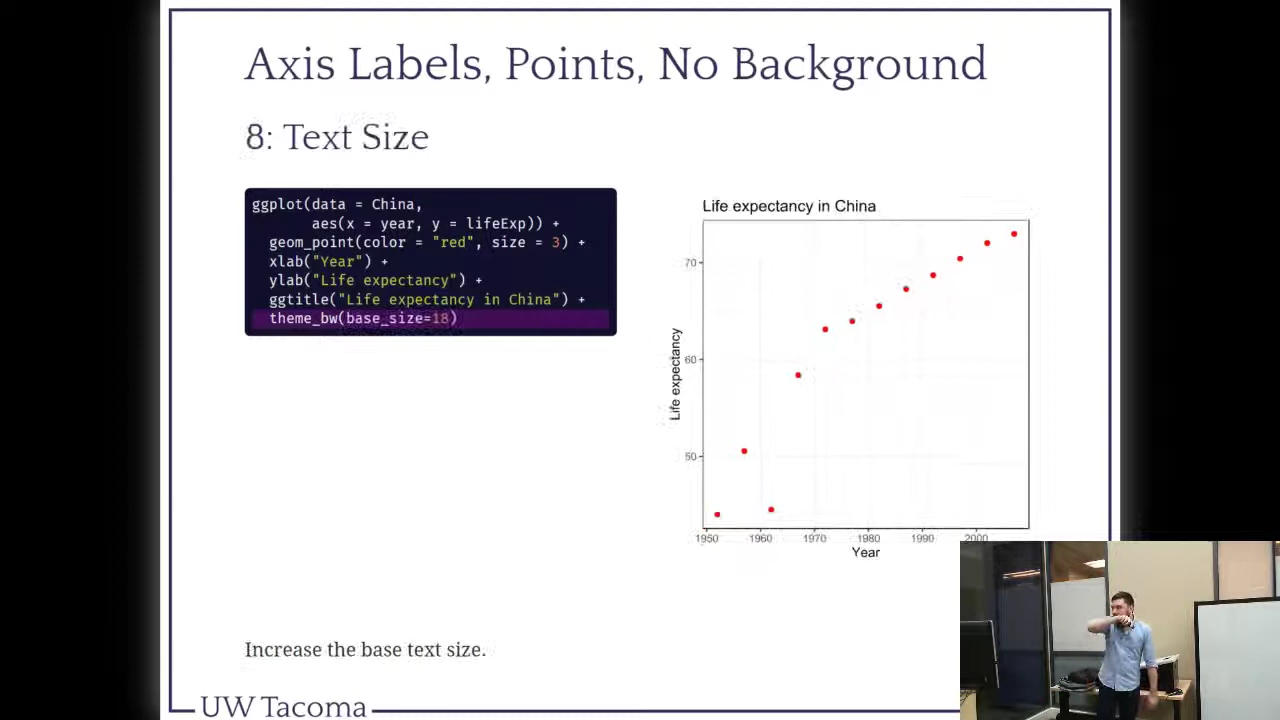 Axis Labels, Points, No Background
8: Text Size
ggplot(data = China,
aes(x = year, y = lifeExp)) +
geom_point(color = "red", size = 3) +
xlab("Year") +
ylab("Life expectancy") +
ggtitle("Life expectancy in China") +
theme_bw(base_size=18)
Life expectancy in China
70
60
50
Life expectancy
1950 1960 1970 1980 1990 2000
Year
Increase the base text size.
UW Tacoma